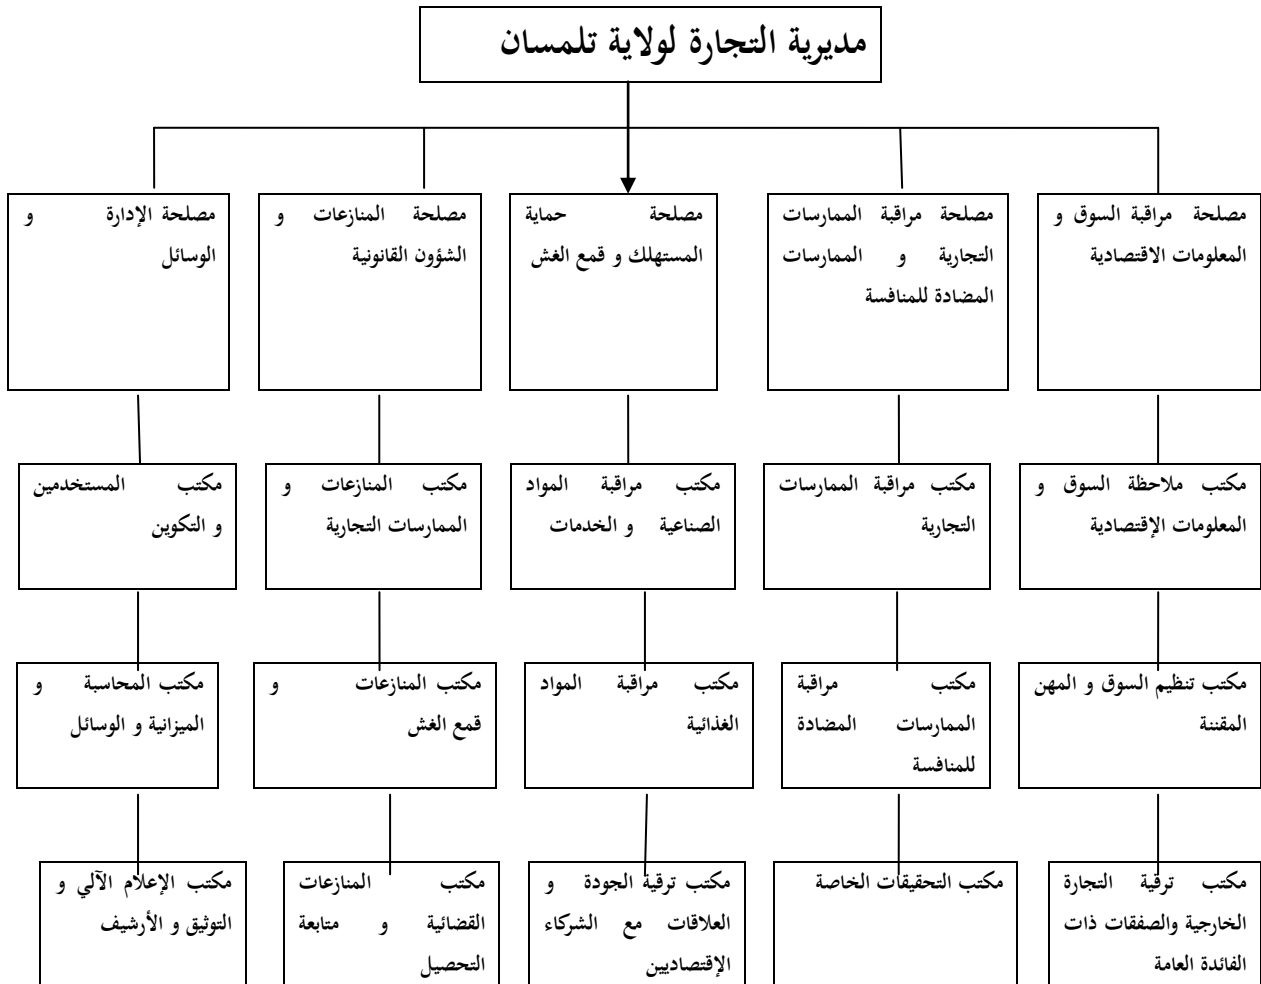 مديرية التجارة لولاية تلمسان
مصلحة مراقبة السوق و
المعلومات الاقتصادية
مصلحة مراقبة الممارسات
التجارية و الممارسات
المضادة للمنافسة
مصلحة حماية
المستهلك و قمع الغش
مصلحة المنازعات و
الشؤون القانونية
مصلحة الإدارة و
الوسائل
مكتب ملاحظة السوق و
المعلومات الإقتصادية
مكتب مراقبة الممارسات
التجارية
مكتب مراقبة المواد
الصناعية و الخدمات
مكتب المنازعات و
الممارسات التجارية
مكتب المستخدمين
و التكوين
مكتب تنظيم السوق و المهن
المقننة
مكتب مراقبة
الممارسات المضادة
للمنافسة
مكتب مراقبة المواد
الغذائية
مكتب المنازعات و
قمع الغش
مكتب المحاسبة و
الميزانية و الوسائل
مكتب ترقية التجارة
الخارجية والصفقات ذات
الفائدة العامة
مكتب التحقيقات الخاصة
مكتب ترقية الجودة و
العلاقات مع الشركاء
الإقتصاديين
مكتب المنازعات
القضائية و متابعة
التحصيل
مكتب الإعلام الآلي و
التوثيق و الأرشيف